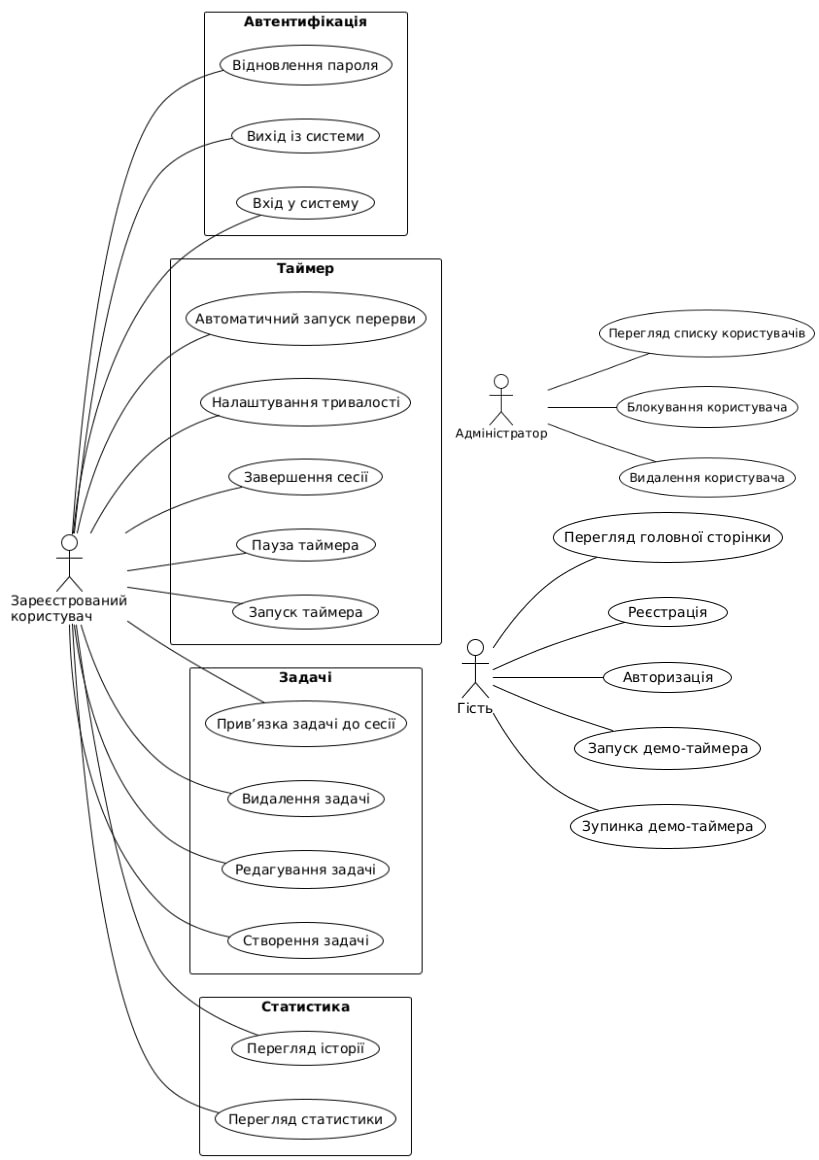 Автентифікація
Відновлення пароля
Вихід із системи
Вхід у систему
Таймер
Автоматичний запуск перерви
Налаштування тривалості
Завершення сесії
Пауза таймера
Запуск таймера
Зареєстрований
користувач
Задачі
Прив’язка задачі до сесії
Видалення задачі
Редагування задачі
Створення задачі
Статистика
Перегляд історії
Перегляд статистики
Адміністратор
Перегляд списку користувачів
Блокування користувача
Видалення користувача
Гість
Перегляд головної сторінки
Реєстрація
Авторизація
Запуск демо-таймера
Зупинка демо-таймера